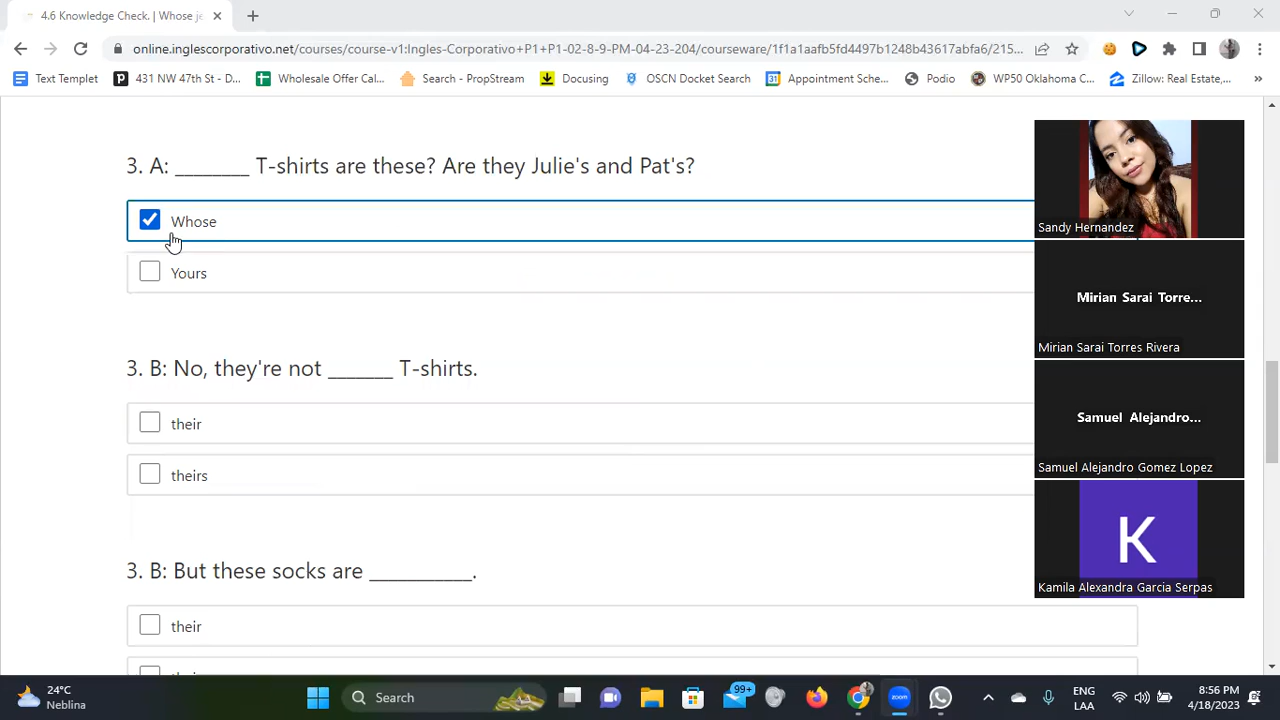 4.6 Knowledge Check. | Whose je
online.inglescorporativo.net/courses/course-v1:Ingles-Corporativo+P1+P1-02-8-9-PM-04-23-204/courseware/1f1a1aafb5fd4497b1248b43617abfa6/215...
Text Templet
431 NW 47th St - D...
Wholesale Offer Cal...
Search - PropStream
Docusing
OSCN Docket Search
31
Appointment Sche...
Podio
WP50 Oklahoma C...
Zillow: Real Estate,...
»
3. A: ________ T-shirts are these? Are they Julie's and Pat's?
Whose
Yours
3. B: No, they're not _______ T-shirts.
their
theirs
3. B: But these socks are ___________.
their
Sandy Hernandez
Mirian Sarai Torre...
Mirian Sarai Torres Rivera
Samuel Alejandro...
Samuel Alejandro Gomez Lopez
K
Kamila Alexandra Garcia Serpas
24°C
Neblina
Search
99+
zoom
ENG
LAA
8:56 PM
4/18/2023